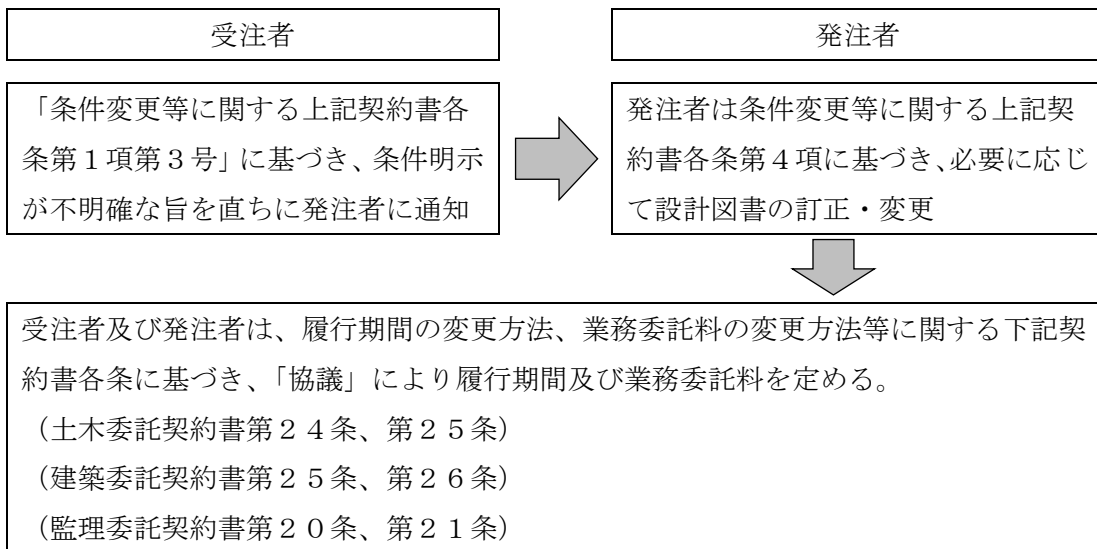 受注者
発注者
「条件変更等に関する上記契約書各
条第１項第３号」に基づき、条件明示
が不明確な旨を直ちに発注者に通知
発注者は条件変更等に関する上記契
約書各条第４項に基づき、必要に応じ
て設計図書の訂正・変更
受注者及び発注者は、履行期間の変更方法、業務委託料の変更方法等に関する下記契
約書各条に基づき、「協議」により履行期間及び業務委託料を定める。
（土木委託契約書第２４条、第２５条）
（建築委託契約書第２５条、第２６条）
（監理委託契約書第２０条、第２１条）